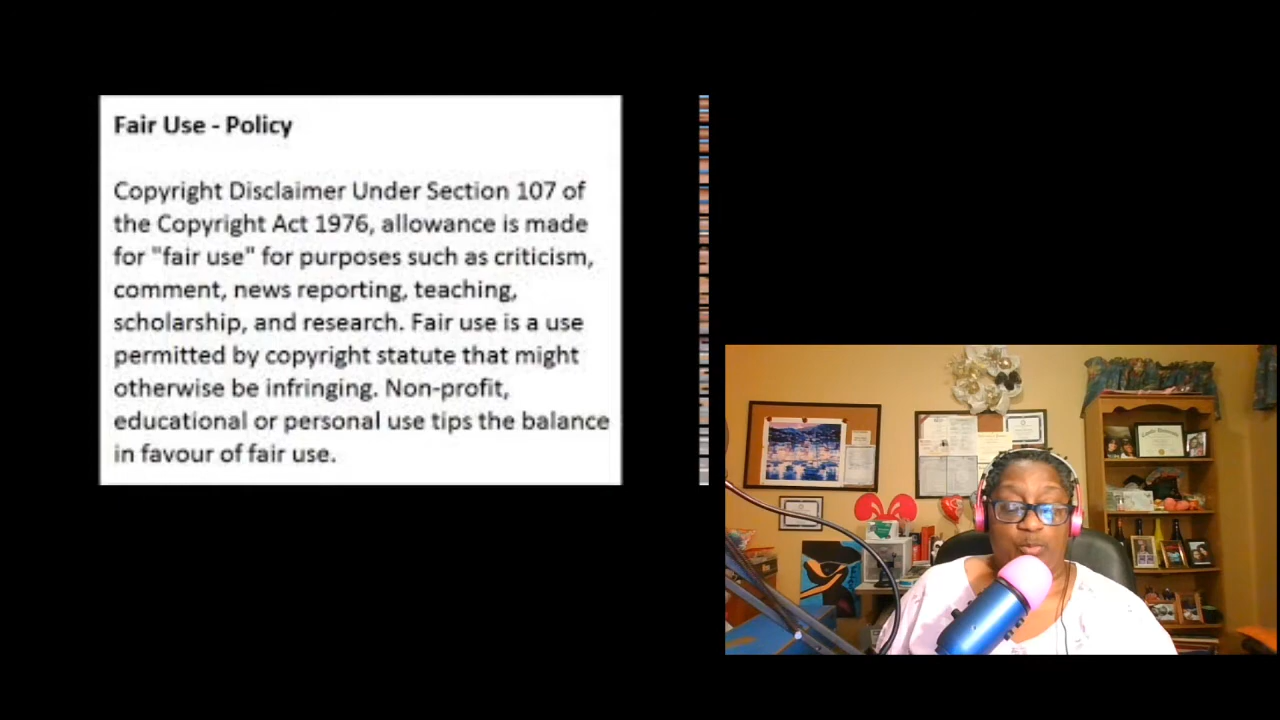 Fair Use - Policy
Copyright Disclaimer Under Section 107 of
the Copyright Act 1976, allowance is made
for "fair use" for purposes such as criticism,
comment, news reporting, teaching,
scholarship, and research. Fair use is a use
permitted by copyright statute that might
otherwise be infringing. Non-profit,
educational or personal use tips the balance
in favour of fair use.